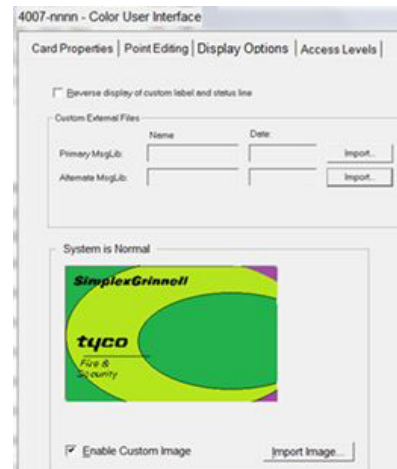 4007-nnnn - Color User Interface
Card Properties | Point Editing | Display Options | Access Levels |
Reverse display of custom label and status line
Custom External Files
Name Date:
Primary MsgLib: Import...
Alternate MsgLib: Import...
System is Normal
SimplexGrinnell
tyco
Fire &
Security
Enable Custom Image Import Image...